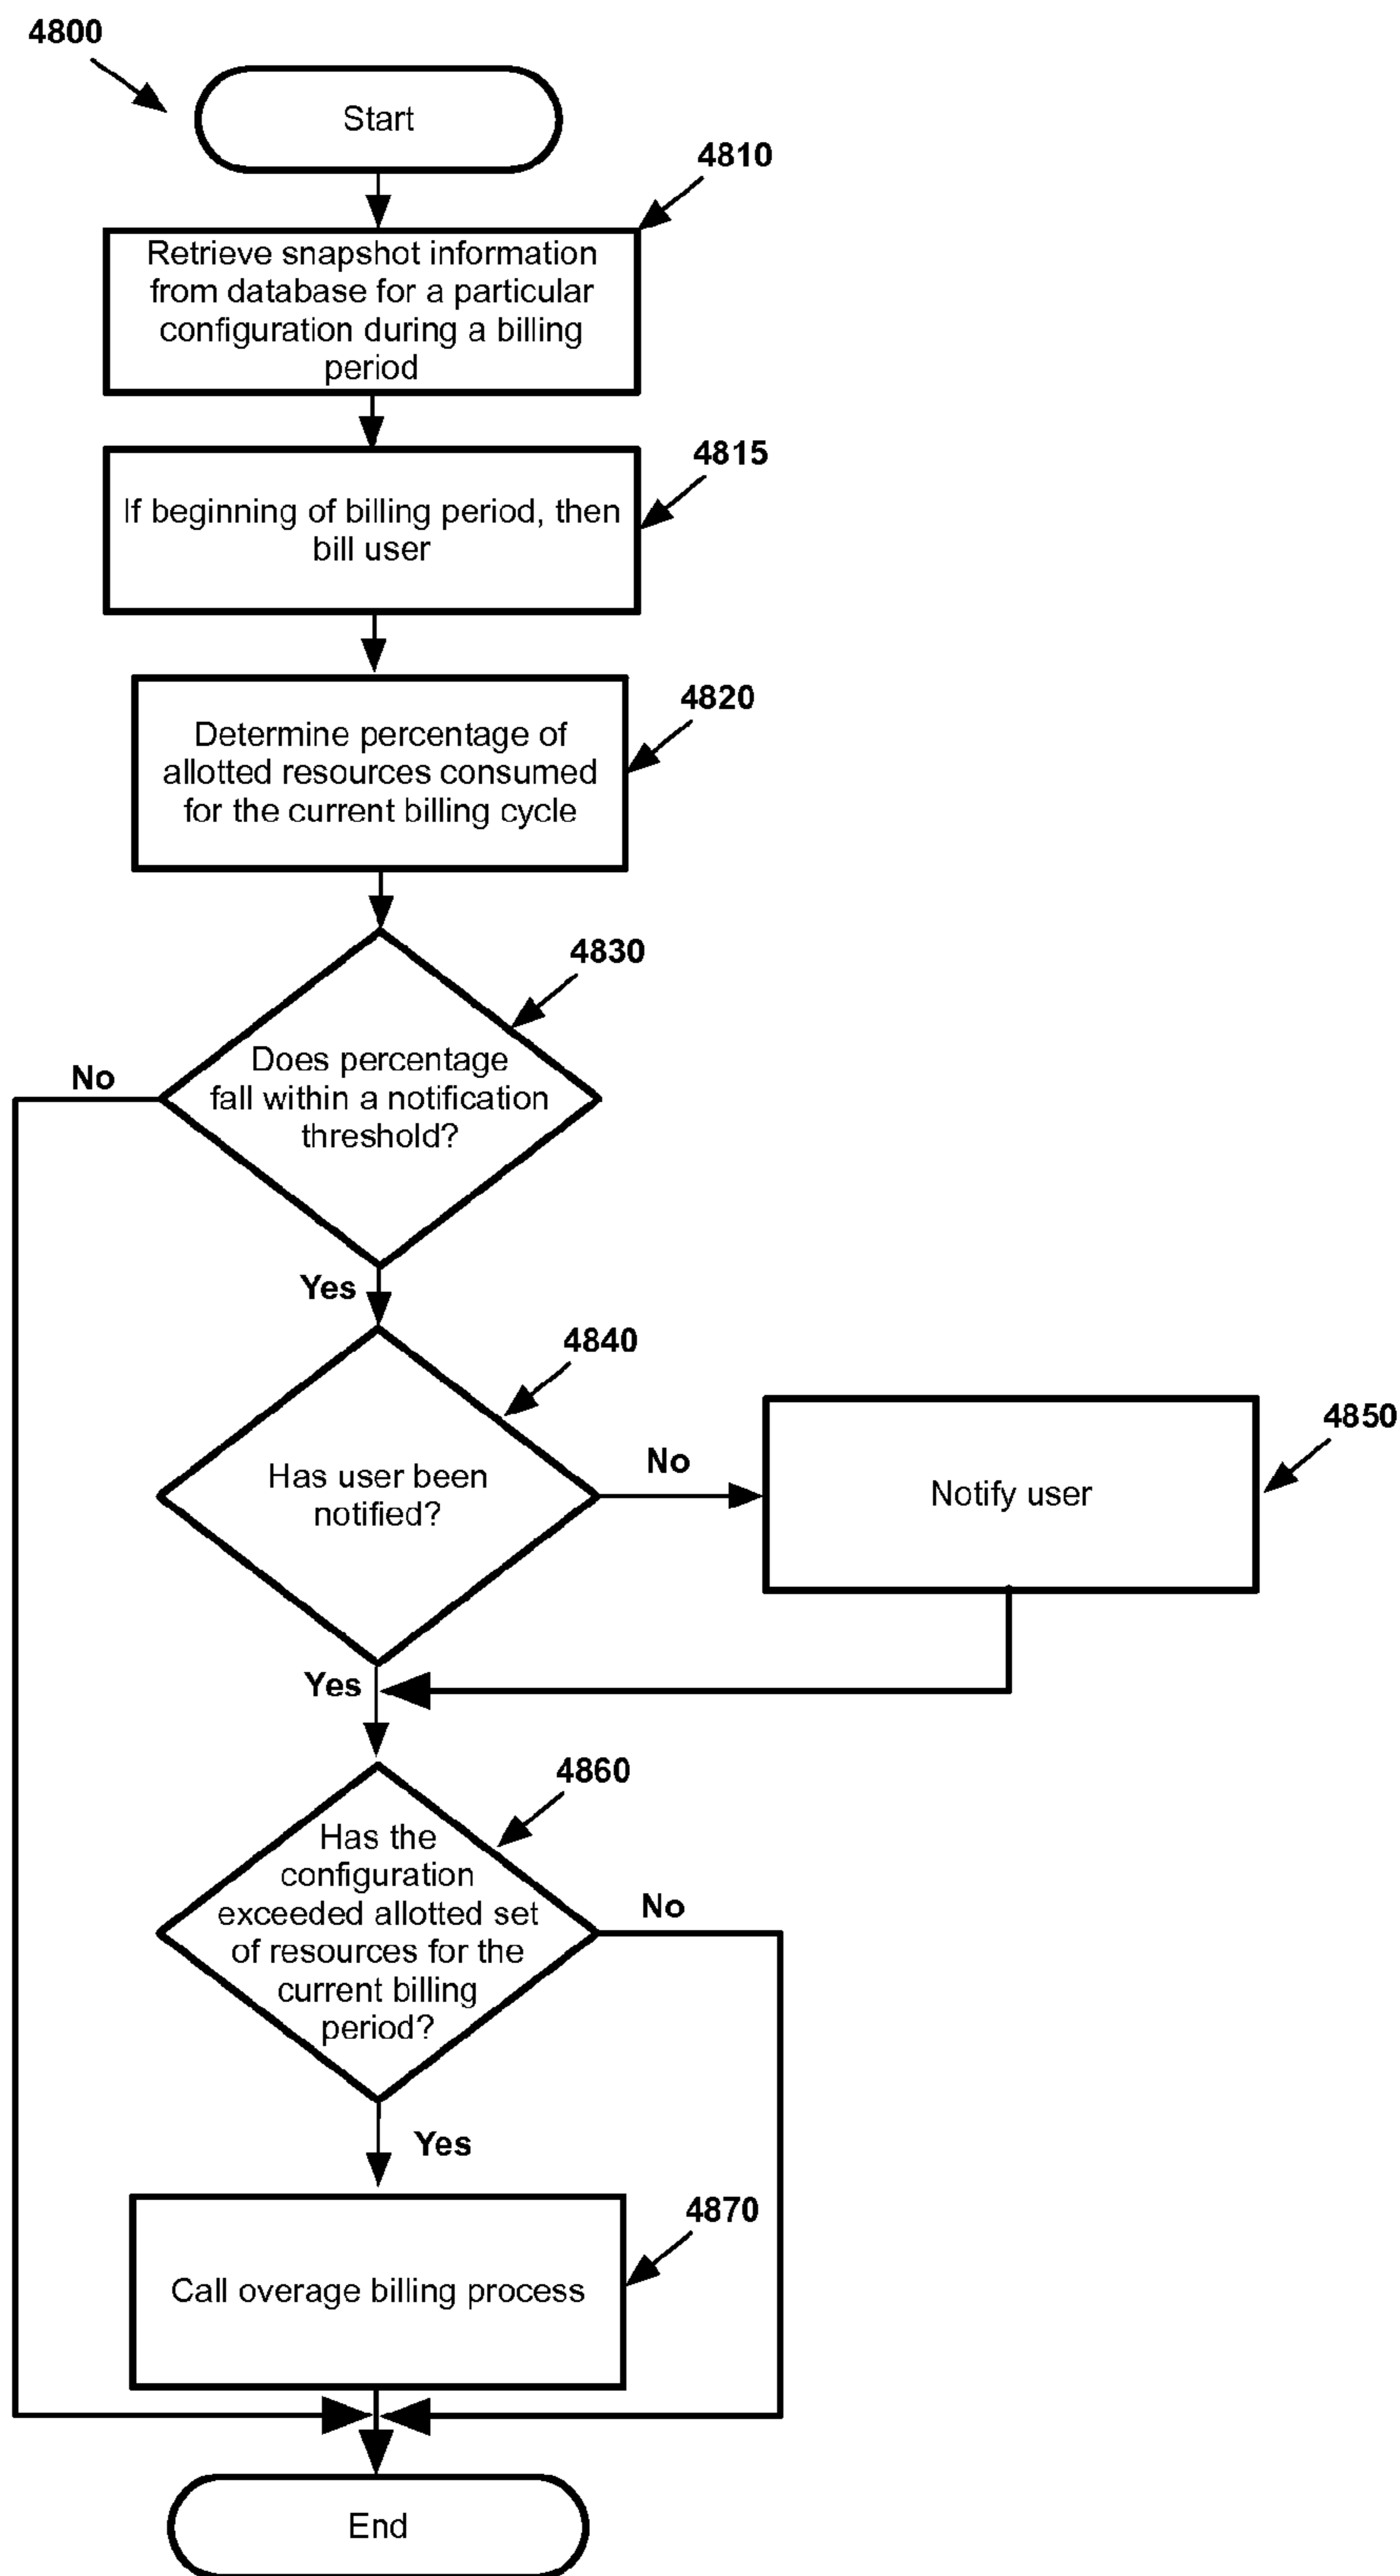 4800
Start
4810
Retrieve snapshot information
from database for a particular
configuration during a billing
period
4815
If beginning of billing period, then
bill user
4820
Determine percentage of
allotted resources consumed
for the current billing cycle
4830
Does percentage
fall within a notification
threshold?
No
Yes
4840
Has user been
notified?
No
4850
Notify user
Yes
4860
Has the
configuration
exceeded allotted set
of resources for the
current billing
period?
No
Yes
4870
Call overage billing process
End